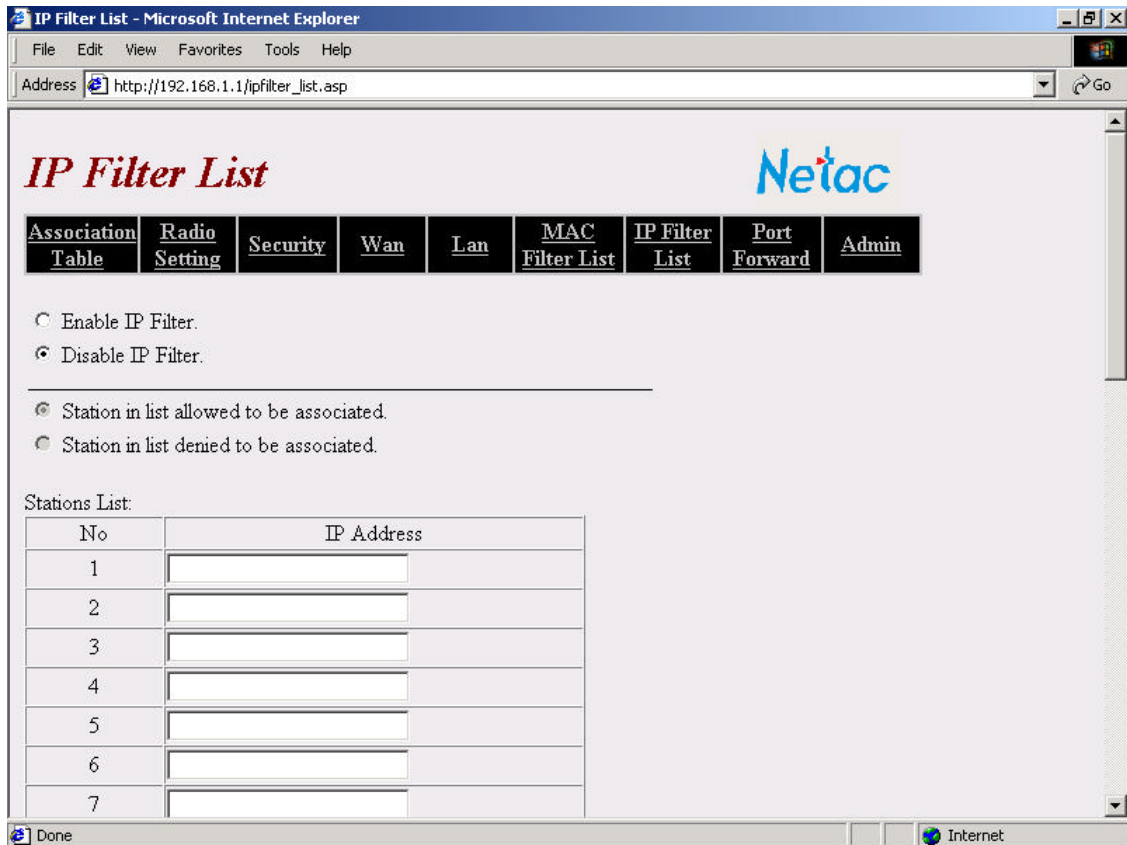 IP Filter List - Microsoft Internet Explorer
File Edit View Favorites Tools Help
Address http://192.168.1.1/ipfilter_list.asp Go
IP Filter List
Netac
Association Table Radio Setting Security Wan Lan MAC Filter List IP Filter List Port Forward Admin
Enable IP Filter.
Disable IP Filter.
Station in list allowed to be associated.
Station in list denied to be associated.
Stations List:
No IP Address
1
2
3
4
5
6
7
Done Internet